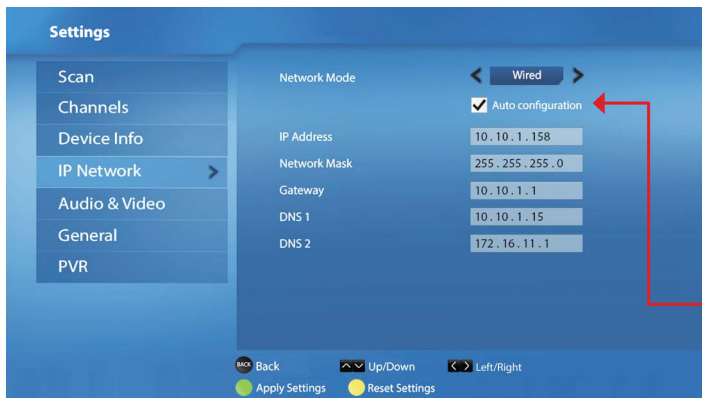 Settings
Scan
Channels
Device Info
IP Network
Audio & Video
General
PVR
Network Mode Wired
Auto configuration
IP Address 10.10.1.158
Network Mask 255.255.255.0
Gateway 10.10.1.1
DNS 1 10.10.1.15
DNS 2 172.16.11.1
BACK Back Up/Down Left/Right
Apply Settings Reset Settings